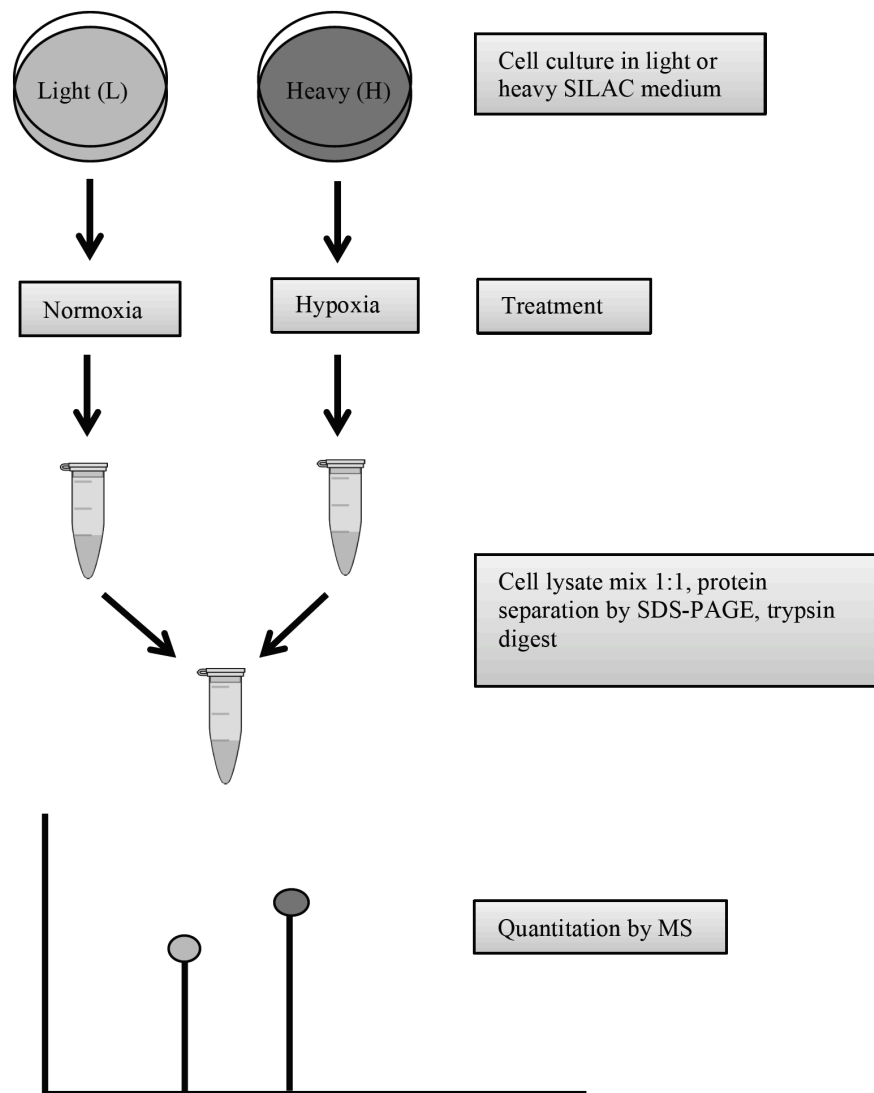 Light (L)
Heavy (H)
Cell culture in light or
heavy SILAC medium
Normoxia
Hypoxia
Treatment
Cell lysate mix 1:1, protein
separation by SDS-PAGE, trypsin
digest
Quantitation by MS